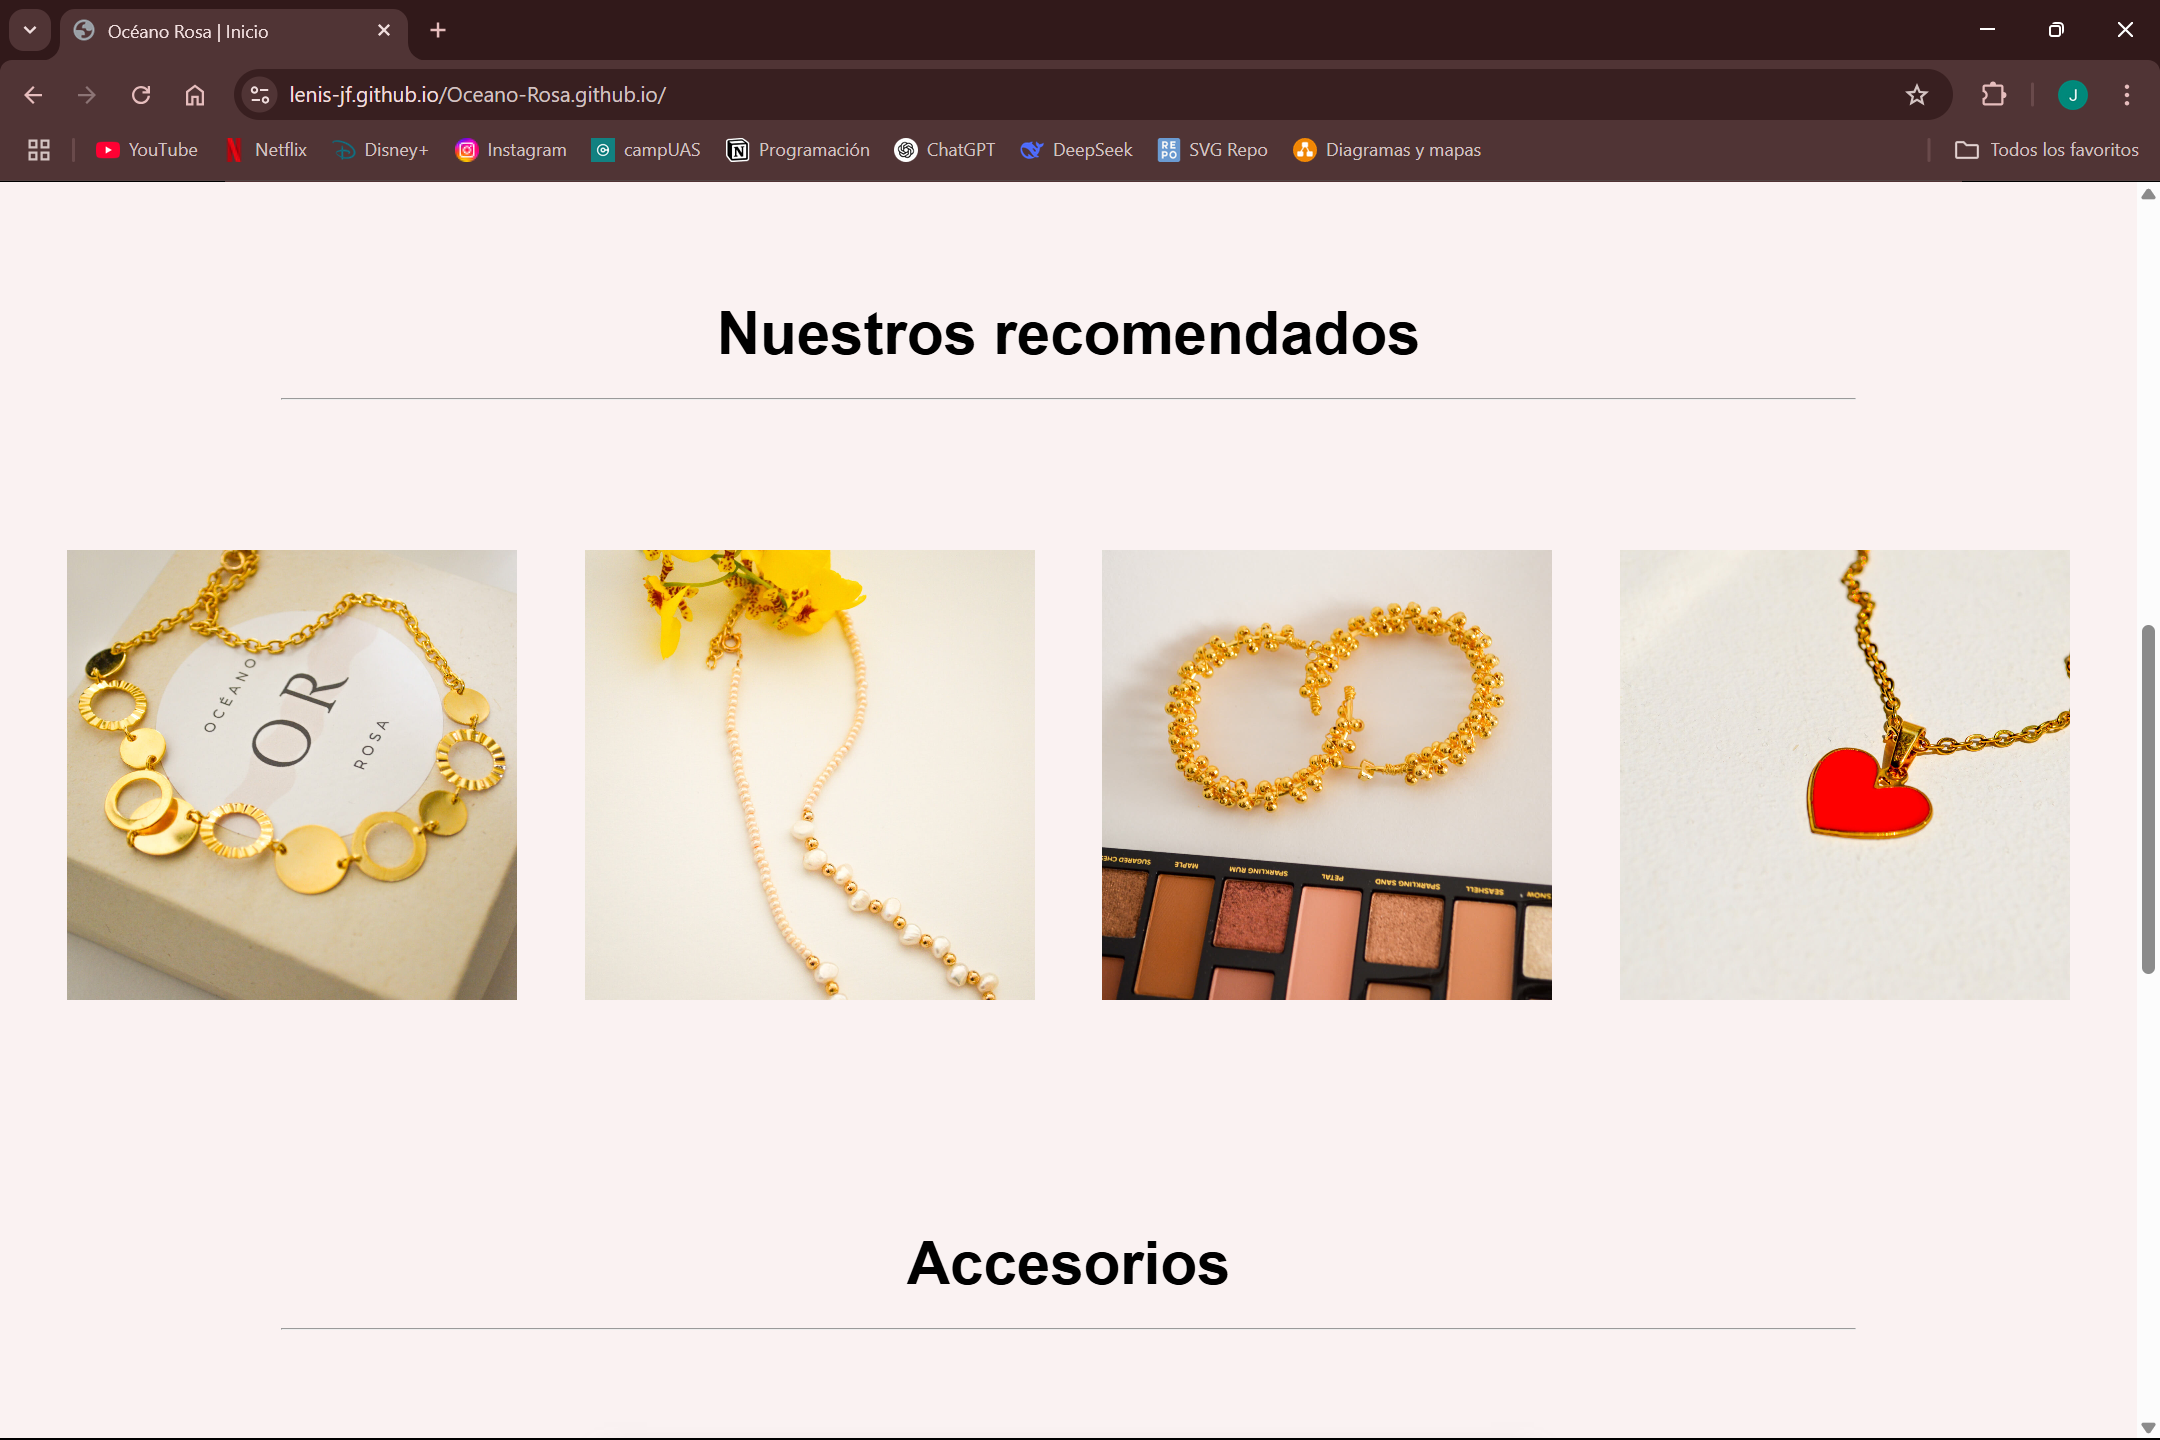 Océano Rosa | Inicio
lenis-jf.github.io/Oceano-Rosa.github.io/
J
YouTube
Netflix
Disney+
Instagram
campUAS
Programación
ChatGPT
REPO
SVG Repo
DeepSeek
Diagramas y mapas
Todos los favoritos
Nuestros recomendados
OCÉANO
OR
ROSA
MAPLE
SPARKLING RUM
PETAL
SPARKLING SAND
SEASHELL
SNOW
Accesorios